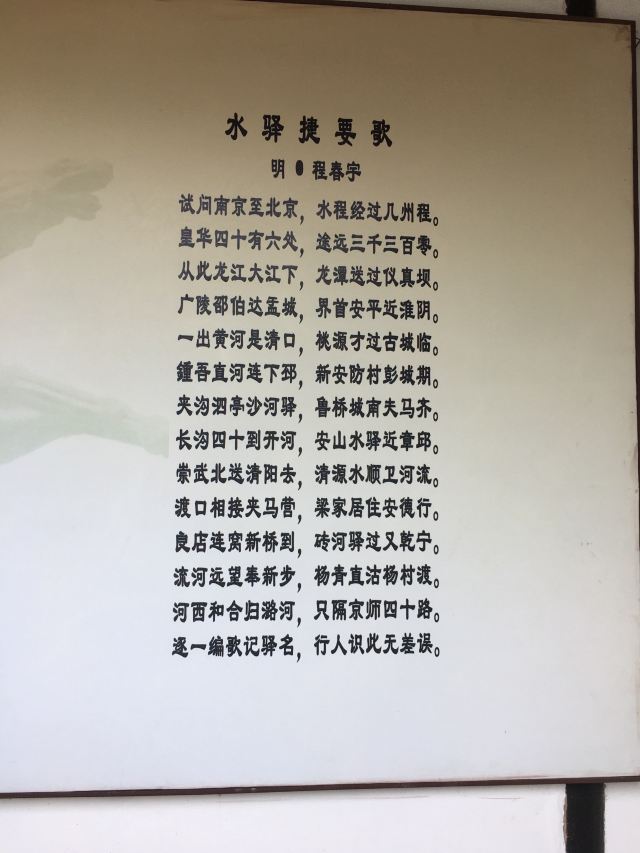 水驿捷要歌
明 程春宇
试问南京至北京，水程经过几州程。
皇华四十有六处，途远三千三百零。
从此龙江大江下，龙潭送过仪真坝。
广陵邵伯达盂城，界首安平近淮阴。
一出黄河是清口，桃源才过古城临。
鍾吾直河连下邳，新安防村彭城期。
夹沟泗亭沙河驿，鲁桥城南夫马齐。
长沟四十到开河，安山水驿近章邱。
崇武北送清阳去，清源水顺卫河流。
渡口相接夹马营，梁家居住安德行。
良店连窝新桥到，砖河驿过又乾宁。
流河远望奉新步，杨青直沽杨村渡。
河西和合归潞河，只隔京师四十路。
逐一编歌记驿名，行人识此无差误。